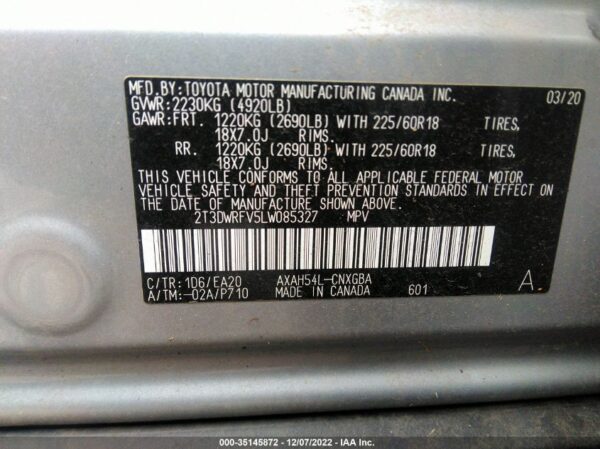 MFD.BY:TOYOTA MOTOR MANUFACTURING CANADA INC. 03/20
GVWR:2230KG (4920LB)
GAWR:FRT. 1220KG (2690LB) WITH 225/60R18 TIRES,
18X7.0J RIMS.
RR. 1220KG (2690LB) WITH 225/60R18 TIRES,
18X7.0J RIMS.
THIS VEHICLE CONFORMS TO ALL APPLICABLE FEDERAL MOTOR
VEHICLE SAFETY AND THEFT PREVENTION STANDARDS IN EFFECT ON
THE DATE OF MANUFACTURE SHOWN ABOVE.
2T3DWRFV5LW085327 MPV
C/TR:1D6/EA20 AXAH54L-CNXGBA
A/TM:-02A/P710 MADE IN CANADA 601 A
000-35145872 - 12/07/2022 - IAA Inc.